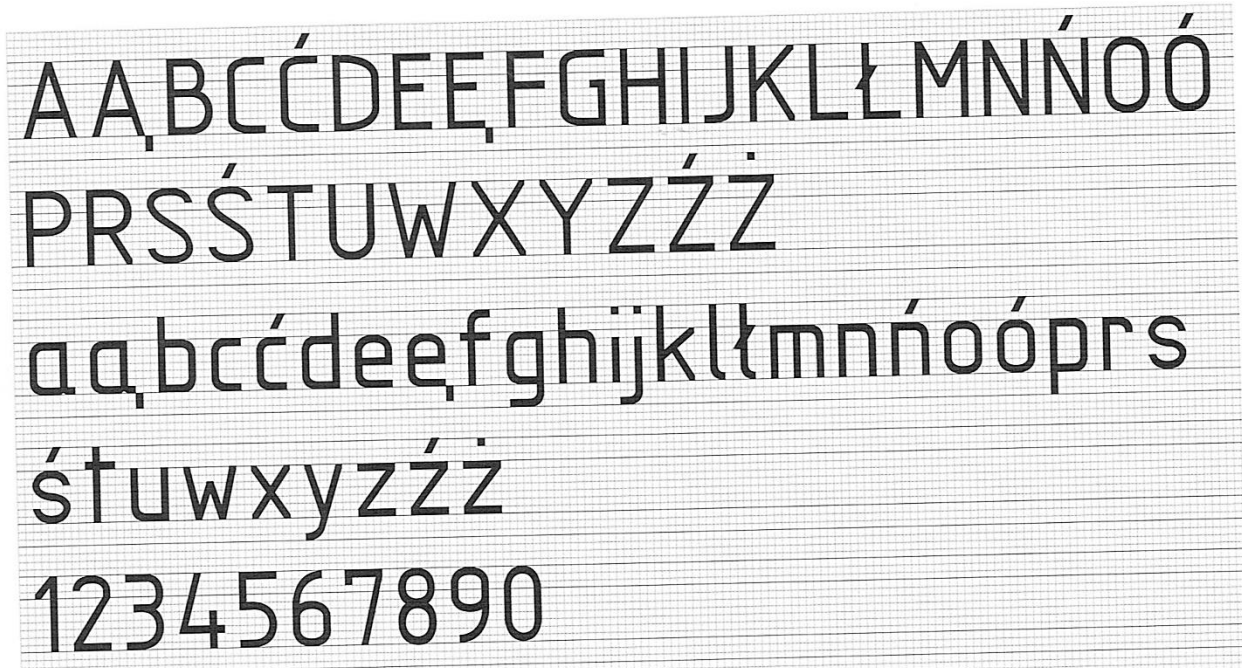 AĄBCĆDEĘFGHIJKLŁMNŃOÓ
PRSŚTUWXYZŹŻ
aąbcćdeęfghijklłmnńoóprs
śtuwxyzźż
1234567890